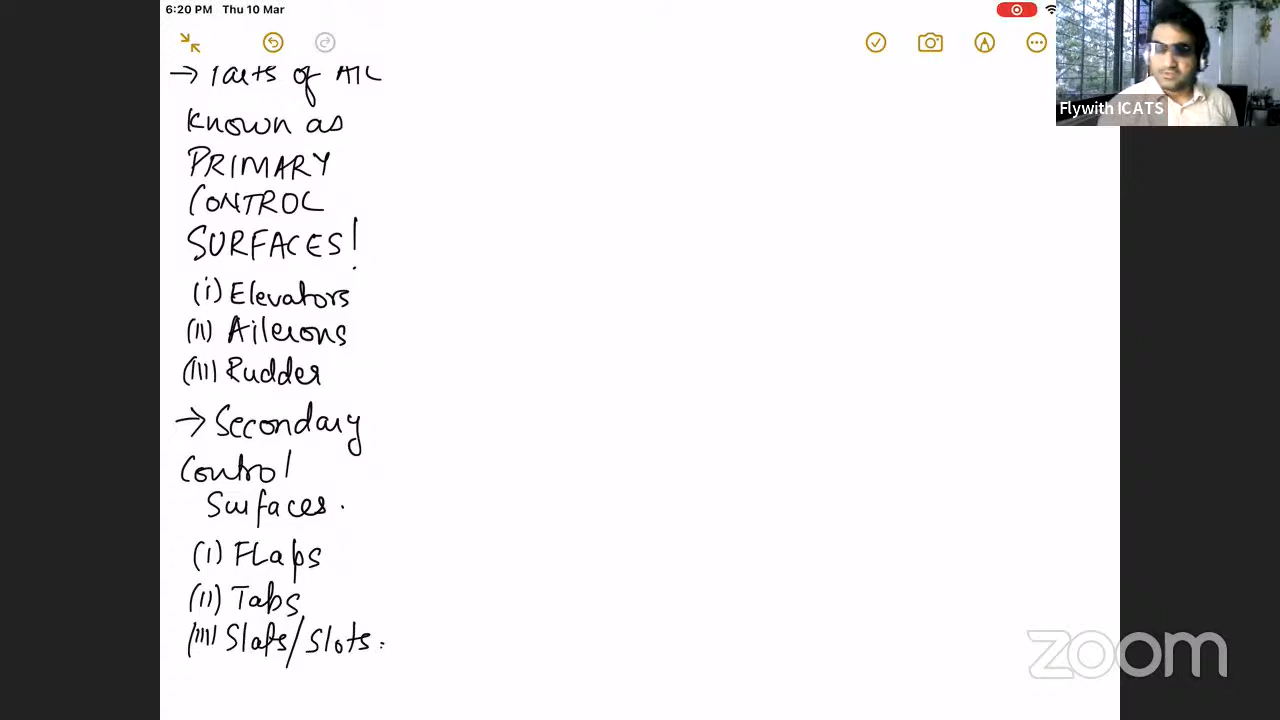 6:20 PM Thu 10 Mar
Flywith ICATS
→ Parts of A/C
known as
PRIMARY
CONTROL
SURFACES!
(i) Elevators
(ii) Ailerons
(iii) Rudder
→ Secondary
Control
Surfaces.
(i) FLaps
(ii) Tabs
(iii) Slats/Slots.
zoom